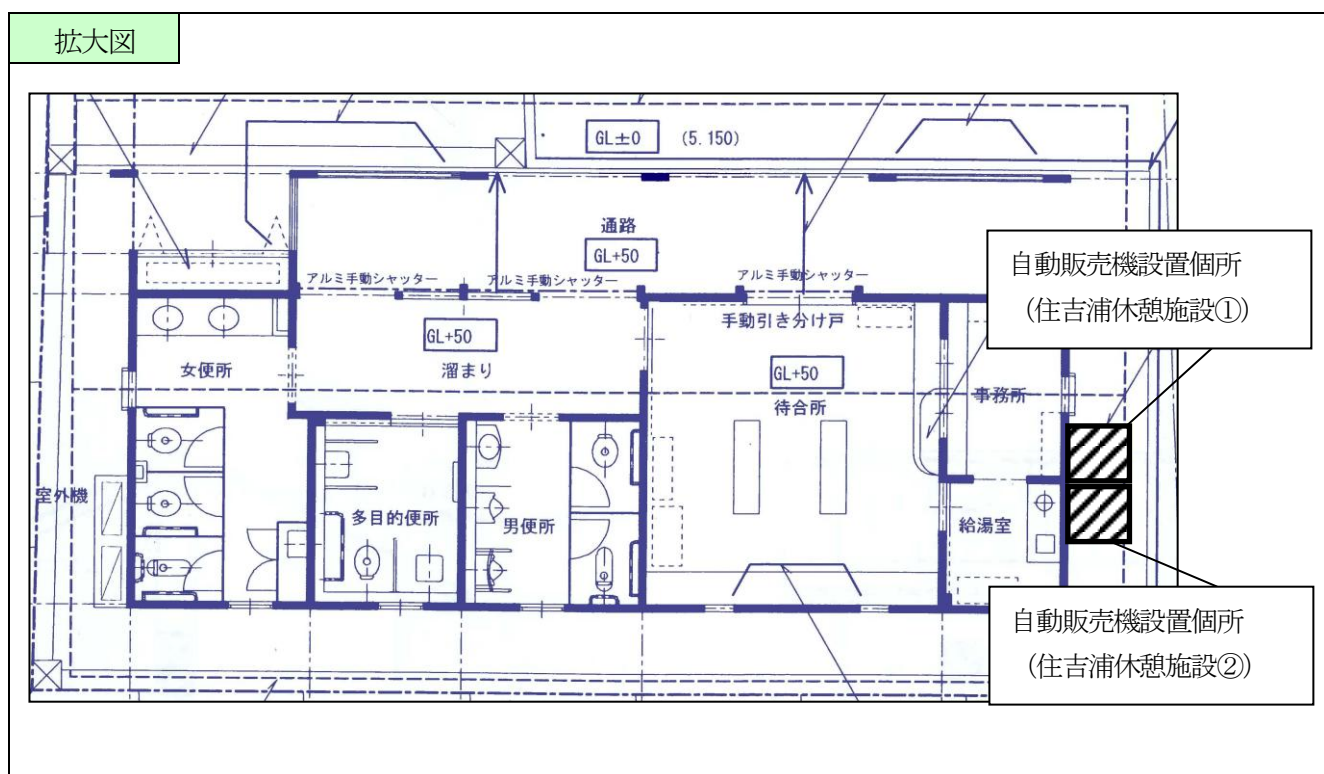 拡大図
GL±0 (5.150)
通路
GL+50
アルミ手動シャッター
アルミ手動シャッター
アルミ手動シャッター
自動販売機設置個所
（住吉浦休憩施設①）
手動引き分け戸
GL+50
女便所
溜まり
GL+50
待合所
事務所
室外機
多目的便所
男便所
給湯室
自動販売機設置個所
（住吉浦休憩施設②）